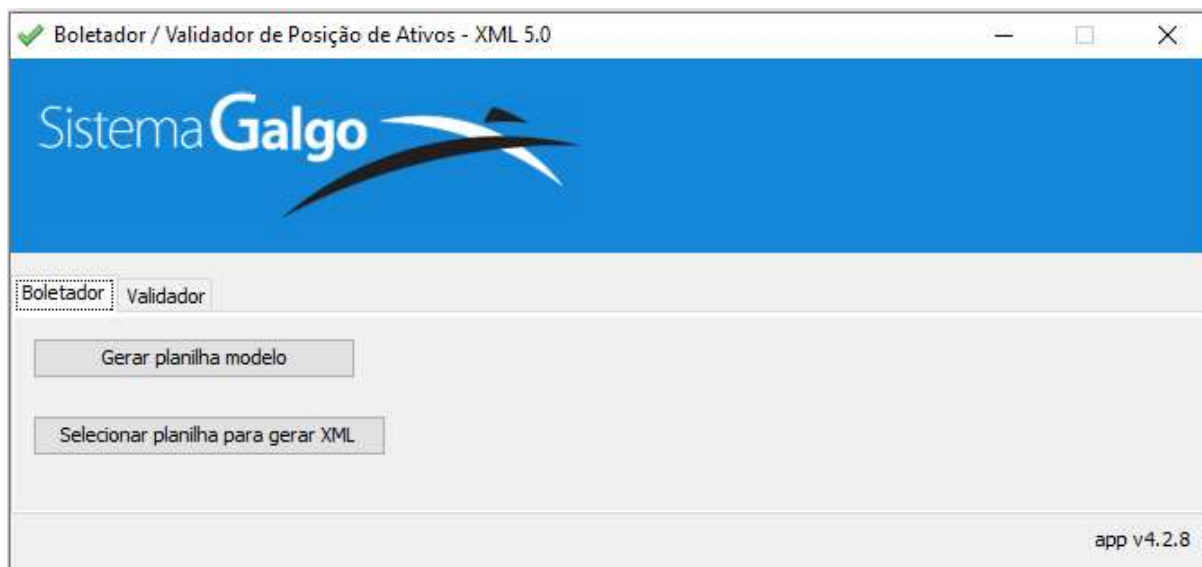 Boletador / Validador de Posição de Ativos - XML 5.0
Sistema Galgo
Boletador Validador
Gerar planilha modelo
Selecionar planilha para gerar XML
app v4.2.8